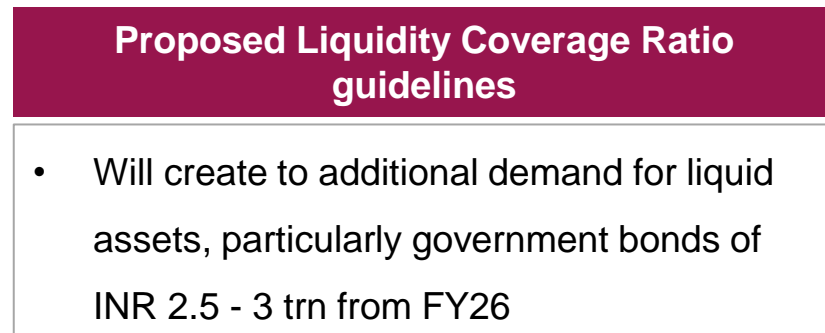 Proposed Liquidity Coverage Ratio
guidelines
• Will create to additional demand for liquid
assets, particularly government bonds of
INR 2.5 - 3 trn from FY26